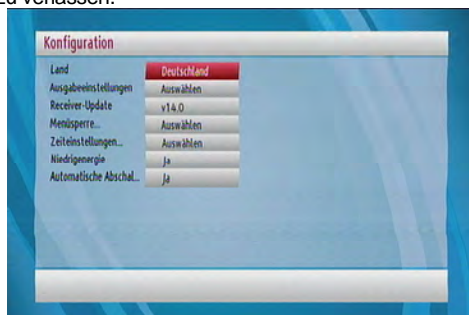 zu verlassen.
Konfiguration
Land Deutschland
Ausgabeeinstellungen Auswählen
Receiver-Update v14.0
Menüsperre... Auswählen
Zeiteinstellungen... Auswählen
Niedrigenergie Ja
Automatische Abschal... Ja